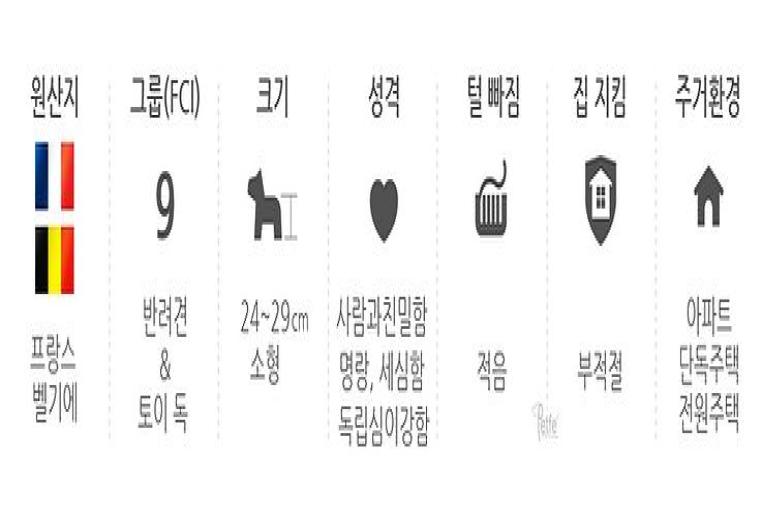 원산지
그룹(FCI)
크기
성격
털 빠짐
집 지킴
주거환경
9
프랑스
벨기에
반려견
&
토이 독
24~29cm
소형
사람과친밀함
명랑, 세심함
독립심이강함
적음
부적절
아파트
단독주택
전원주택